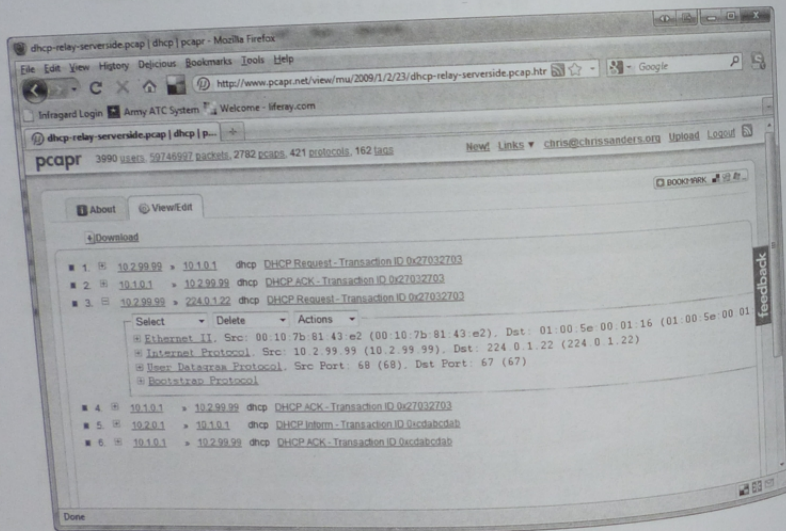 dhcp-relay-serverside.pcap | dhcp | pcapr - Mozilla Firefox
File Edit View History Delicious Bookmarks Tools Help
http://www.pcapr.net/view/mu/2009/1/2/23/dhcp-relay-serverside.pcap.htr Google
Infragard Login Army ATC System Welcome - liferay.com
dhcp-relay-serverside.pcap | dhcp | p...
pcapr 3990 users, 59746997 packets, 2782 pcaps, 421 protocols, 162 tags New! Links ▼ chris@chrissanders.org Upload Logout
BOOKMARK
About View/Edit
Download
1. 10.2.99.99 » 10.1.0.1 dhcp DHCP Request - Transaction ID 0x27032703
2. 10.1.0.1 » 10.2.99.99 dhcp DHCP ACK - Transaction ID 0x27032703
3. 10.2.99.99 » 224.0.1.22 dhcp DHCP Request - Transaction ID 0x27032703
Select Delete Actions
Ethernet II, Src: 00:10:7b:81:43:e2 (00:10:7b:81:43:e2), Dst: 01:00:5e:00:01:16 (01:00:5e:00 01
Internet Protocol, Src: 10.2.99.99 (10.2.99.99), Dst: 224.0.1.22 (224.0.1.22)
User Datagram Protocol, Src Port: 68 (68), Dst Port: 67 (67)
Bootstrap Protocol
4. 10.1.0.1 » 10.2.99.99 dhcp DHCP ACK - Transaction ID 0x27032703
5. 10.2.0.1 » 10.1.0.1 dhcp DHCP Inform - Transaction ID 0xcdabcdab
6. 10.1.0.1 » 10.2.99.99 dhcp DHCP ACK - Transaction ID 0xcdabcdab
feedback
Done